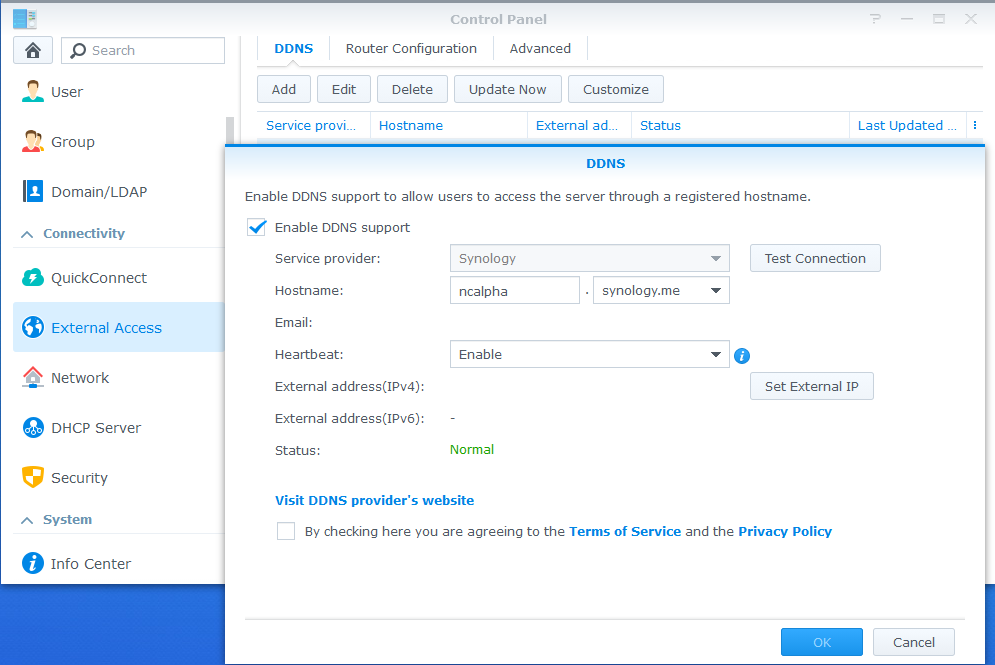 Control Panel
Search
DDNS Router Configuration Advanced
Add Edit Delete Update Now Customize
Service provi... Hostname External ad... Status Last Updated ...
User
Group
Domain/LDAP
Connectivity
QuickConnect
External Access
Network
DHCP Server
Security
System
Info Center
DDNS
Enable DDNS support to allow users to access the server through a registered hostname.
Enable DDNS support
Service provider: Synology Test Connection
Hostname: ncalpha . synology.me
Email:
Heartbeat: Enable
External address(IPv4): Set External IP
External address(IPv6): -
Status: Normal
Visit DDNS provider's website
By checking here you are agreeing to the Terms of Service and the Privacy Policy
OK Cancel